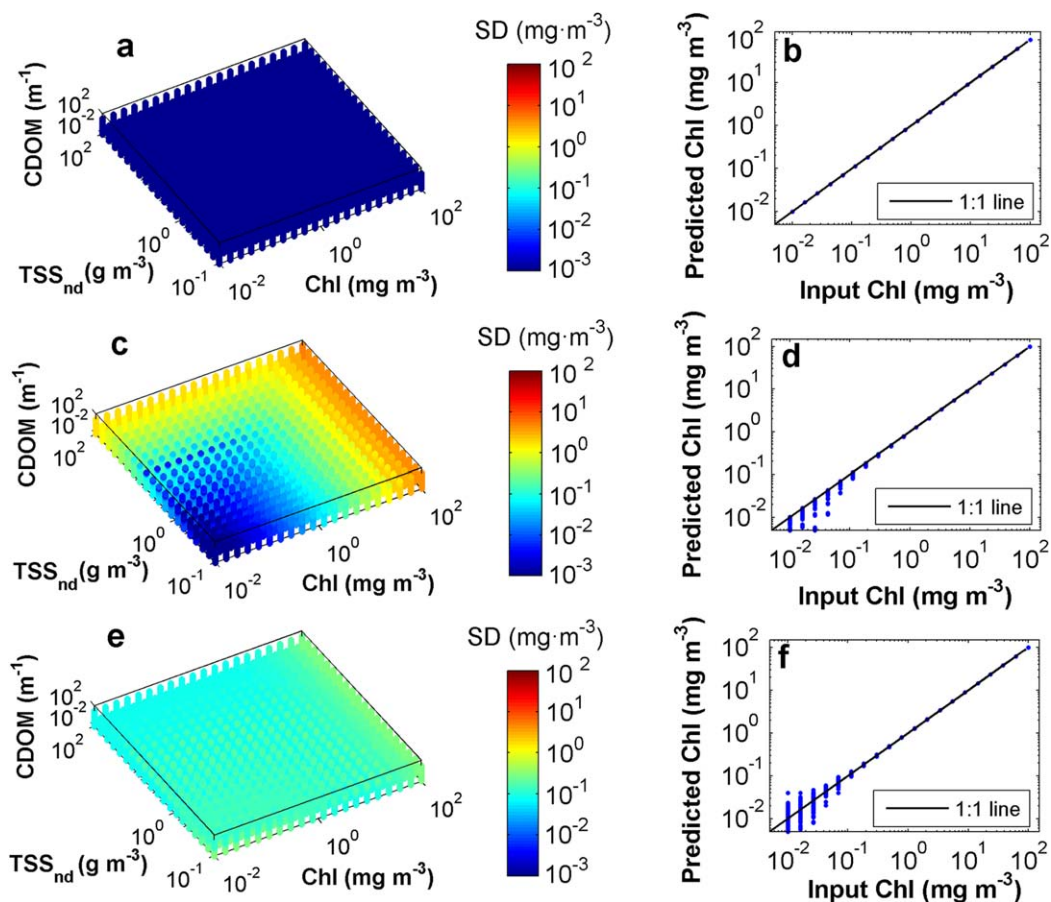 a
SD (mg·m⁻³)
10²
10¹
10⁰
10⁻¹
10⁻²
10⁻³
CDOM (m⁻¹)
10²
10⁻²
10²
10⁰
10⁻¹
TSSnd(g m⁻³)
10⁻²
10⁰
10²
Chl (mg m⁻³)
b
Predicted Chl (mg m⁻³)
10²
10¹
10⁰
10⁻¹
10⁻²
1:1 line
10⁻² 10⁻¹ 10⁰ 10¹ 10²
Input Chl (mg m⁻³)
c
SD (mg·m⁻³)
10²
10¹
10⁰
10⁻¹
10⁻²
10⁻³
CDOM (m⁻¹)
10²
10⁻²
10²
10⁰
10⁻¹
TSSnd(g m⁻³)
10⁻²
10⁰
10²
Chl (mg m⁻³)
d
Predicted Chl (mg m⁻³)
10²
10¹
10⁰
10⁻¹
10⁻²
1:1 line
10⁻² 10⁻¹ 10⁰ 10¹ 10²
Input Chl (mg m⁻³)
e
SD (mg·m⁻³)
10²
10¹
10⁰
10⁻¹
10⁻²
10⁻³
CDOM (m⁻¹)
10²
10⁻²
10²
10⁰
10⁻¹
TSSnd(g m⁻³)
10⁻²
10⁰
10²
Chl (mg m⁻³)
f
Predicted Chl (mg m⁻³)
10²
10¹
10⁰
10⁻¹
10⁻²
1:1 line
10⁻² 10⁻¹ 10⁰ 10¹ 10²
Input Chl (mg m⁻³)